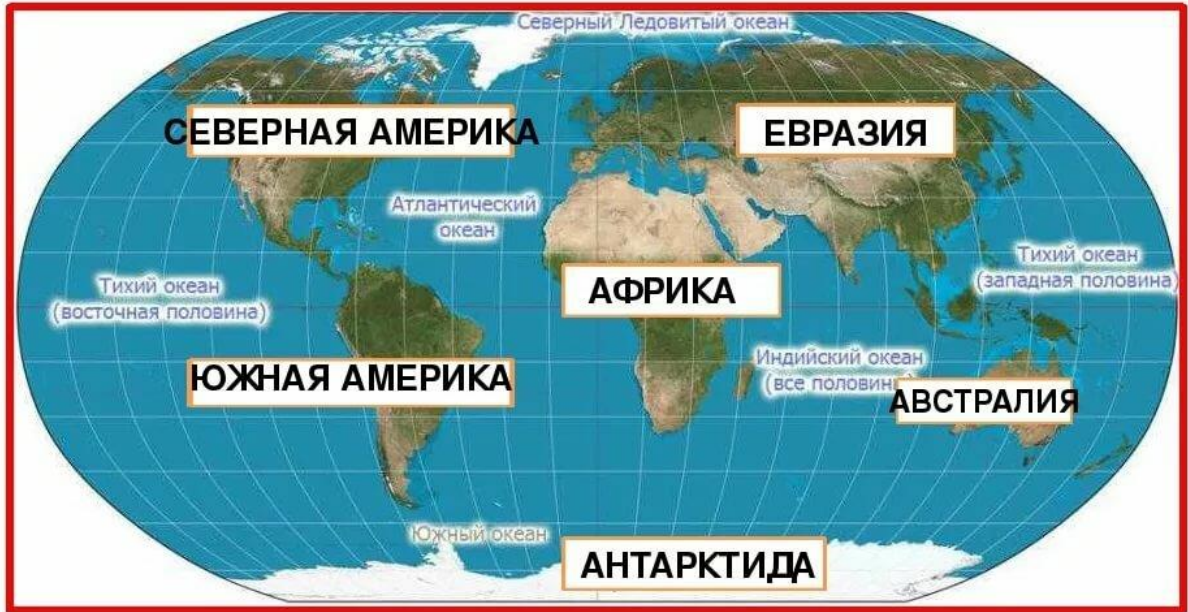 Северный Ледовитый океан
СЕВЕРНАЯ АМЕРИКА
ЕВРАЗИЯ
Атлантический
океан
Тихий океан
(западная половина)
АФРИКА
Тихий океан
(восточная половина)
Индийский океан
(все половин
ЮЖНАЯ АМЕРИКА
АВСТРАЛИЯ
Южный океан
АНТАРКТИДА